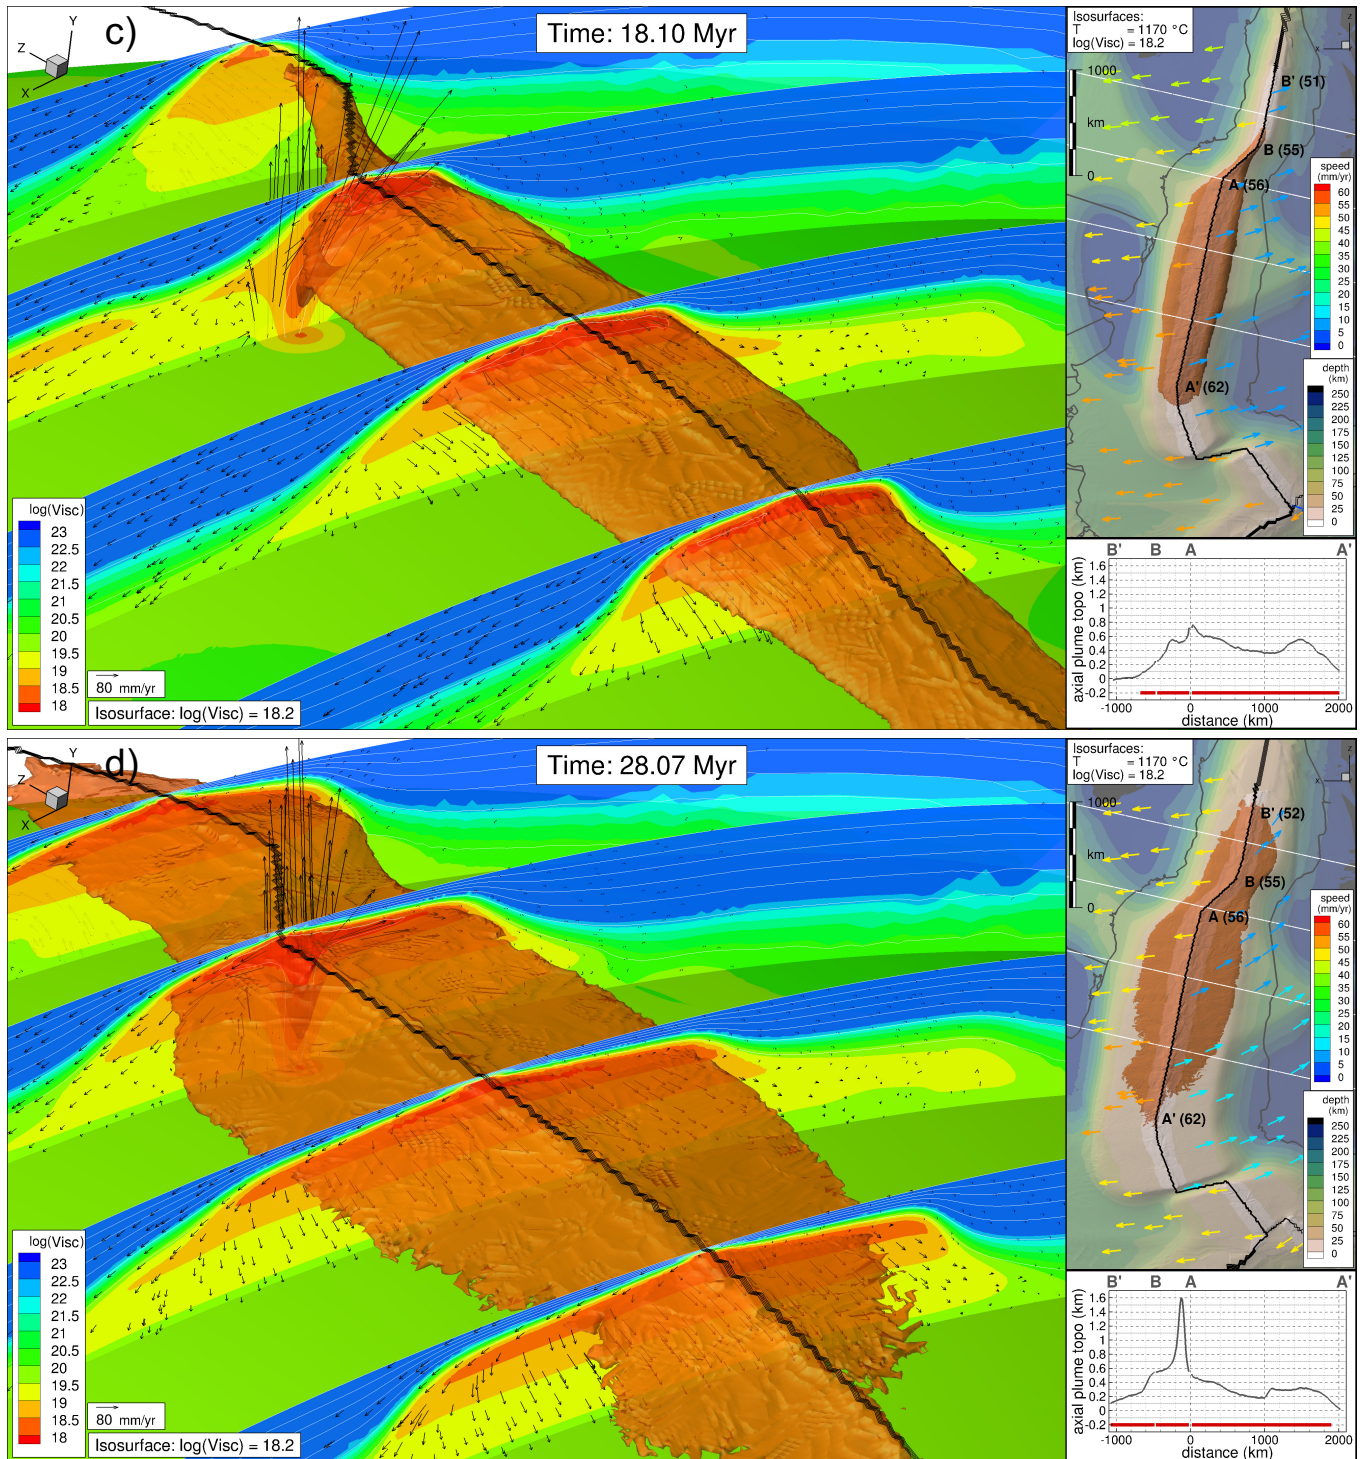 c)
Time: 18.10 Myr
Y
Z
X
log(Visc)
23
22.5
22
21.5
21
20.5
20
19.5
19
18.5
18
80 mm/yr
Isosurface: log(Visc) = 18.2
Isosurfaces:
T = 1170 °C
log(Visc) = 18.2
z
x
1000
km
0
B' (51)
B (55)
A (56)
A' (62)
speed
(mm/yr)
60
55
50
45
40
35
30
25
20
15
10
5
0
depth
(km)
250
225
200
175
150
125
100
75
50
25
0
B' B A A'
axial plume topo (km)
1.6
1.4
1.2
1
0.8
0.6
0.4
0.2
0
-0.2
-1000 0 1000 2000
distance (km)
d)
Time: 28.07 Myr
Y
Z
X
log(Visc)
23
22.5
22
21.5
21
20.5
20
19.5
19
18.5
18
80 mm/yr
Isosurface: log(Visc) = 18.2
Isosurfaces:
T = 1170 °C
log(Visc) = 18.2
z
x
1000
km
0
B' (52)
B (55)
A (56)
A' (62)
speed
(mm/yr)
60
55
50
45
40
35
30
25
20
15
10
5
0
depth
(km)
250
225
200
175
150
125
100
75
50
25
0
B' B A A'
axial plume topo (km)
1.6
1.4
1.2
1
0.8
0.6
0.4
0.2
0
-0.2
-1000 0 1000 2000
distance (km)